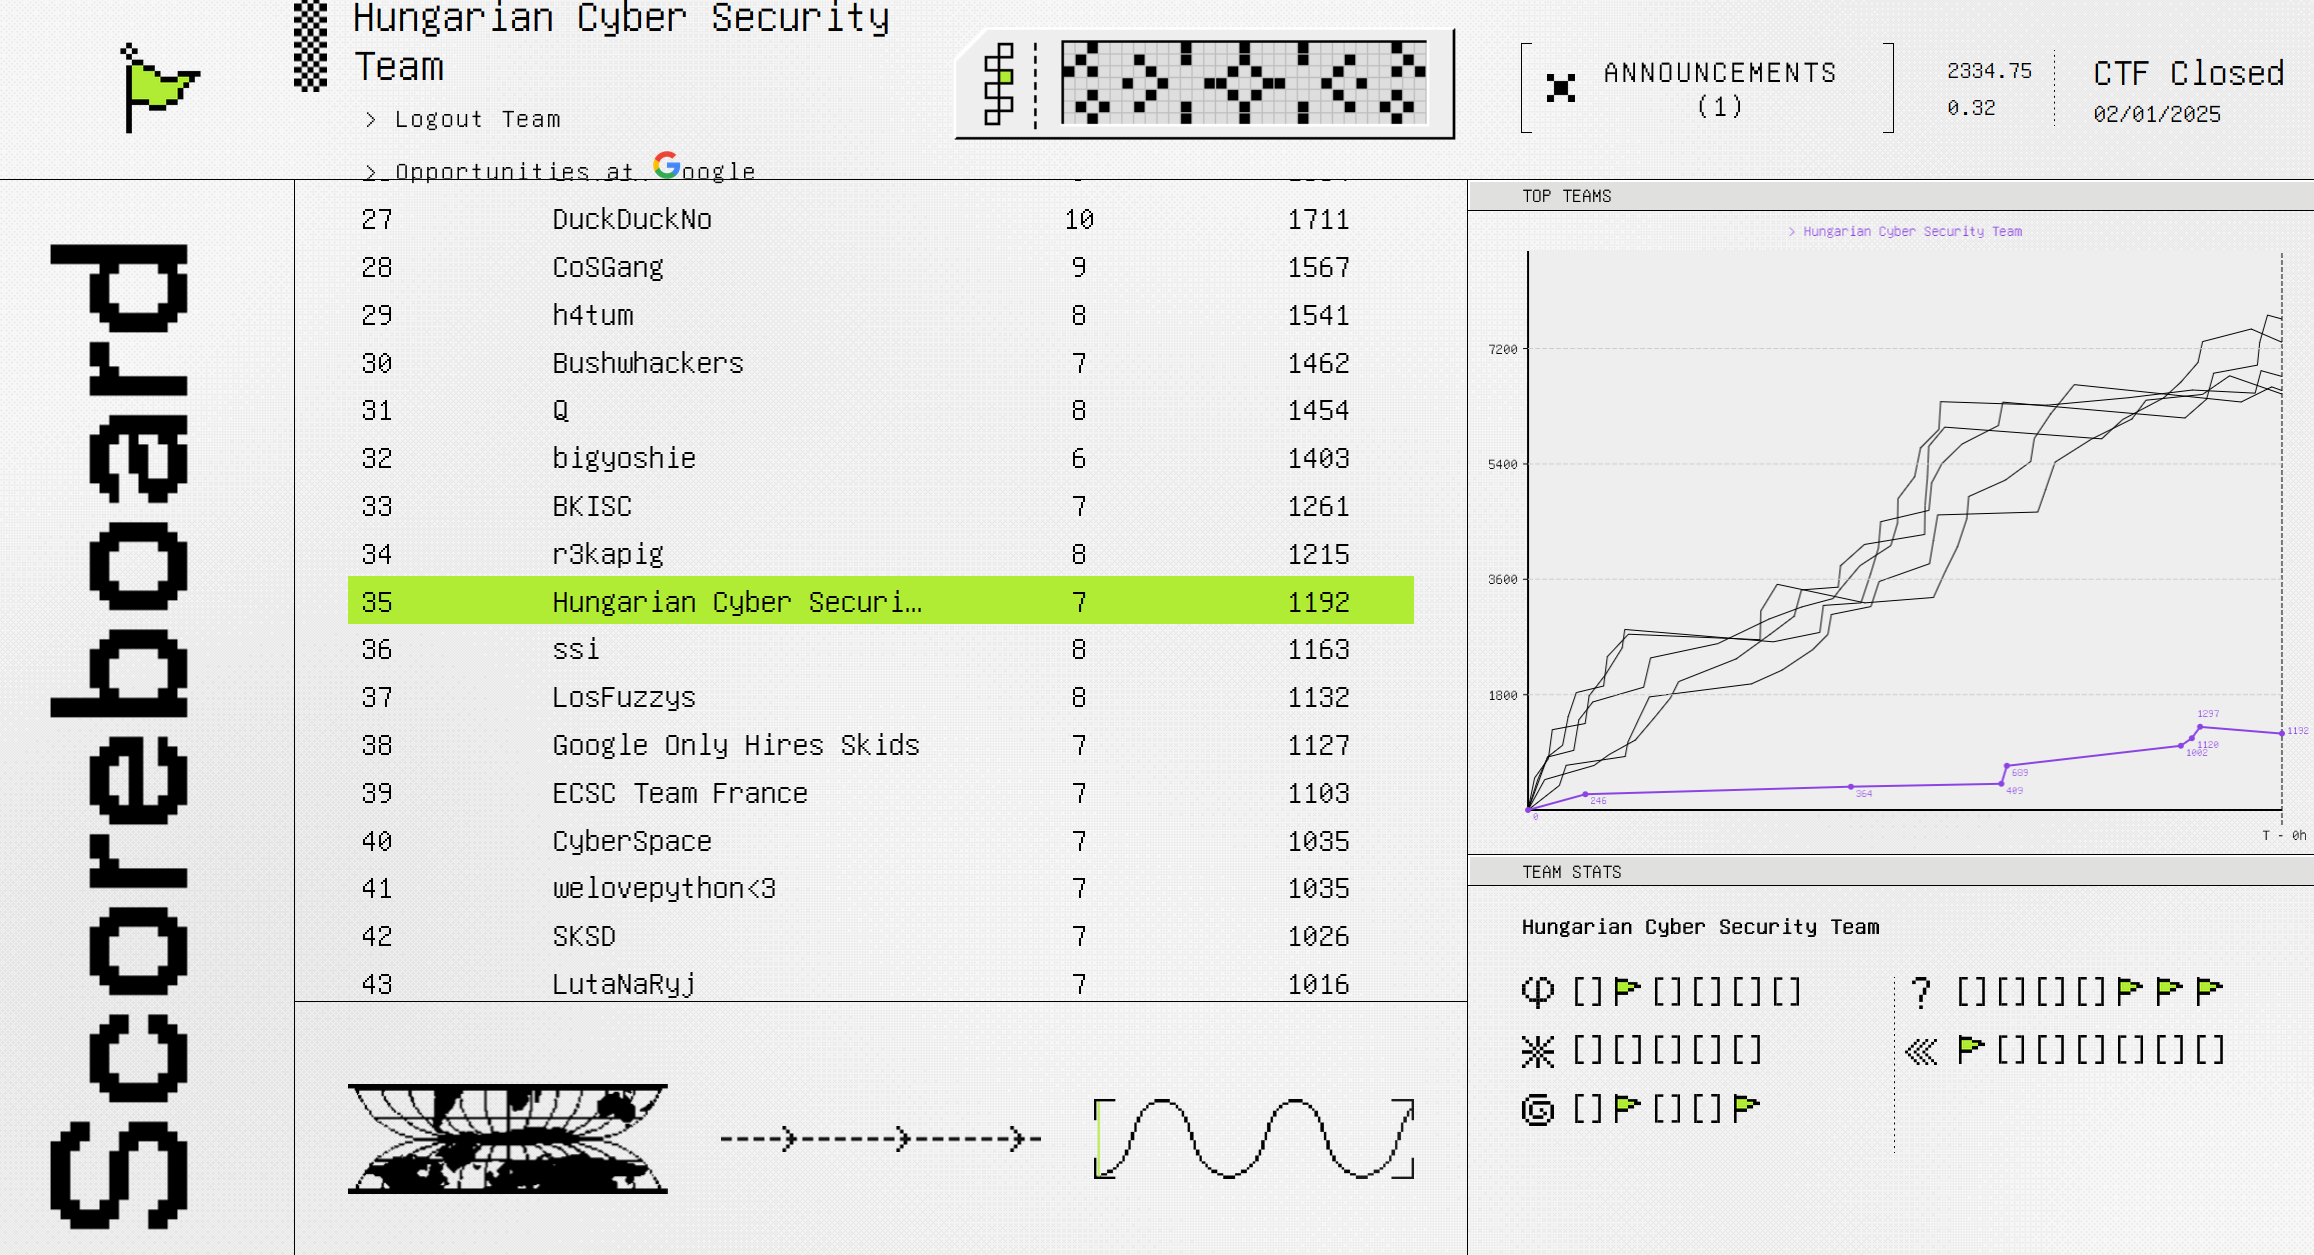 Hungarian Cyber Security
Team
> Logout Team
> Opportunities at Google
ANNOUNCEMENTS
(1)
2334.75
0.32
CTF Closed
02/01/2025
Scoreboard
27 DuckDuckNo 10 1711
28 CoSGang 9 1567
29 h4tum 8 1541
30 Bushwhackers 7 1462
31 Q 8 1454
32 bigyoshie 6 1403
33 BKISC 7 1261
34 r3kapig 8 1215
35 Hungarian Cyber Securi… 7 1192
36 ssi 8 1163
37 LosFuzzys 8 1132
38 Google Only Hires Skids 7 1127
39 ECSC Team France 7 1103
40 CyberSpace 7 1035
41 welovepython<3 7 1035
42 SKSD 7 1026
43 LutaNaRyj 7 1016
TOP TEAMS
> Hungarian Cyber Security Team
7200
5400
3600
1800
1297
1192
1120
1002
689
409
364
246
0
T - 0h
TEAM STATS
Hungarian Cyber Security Team